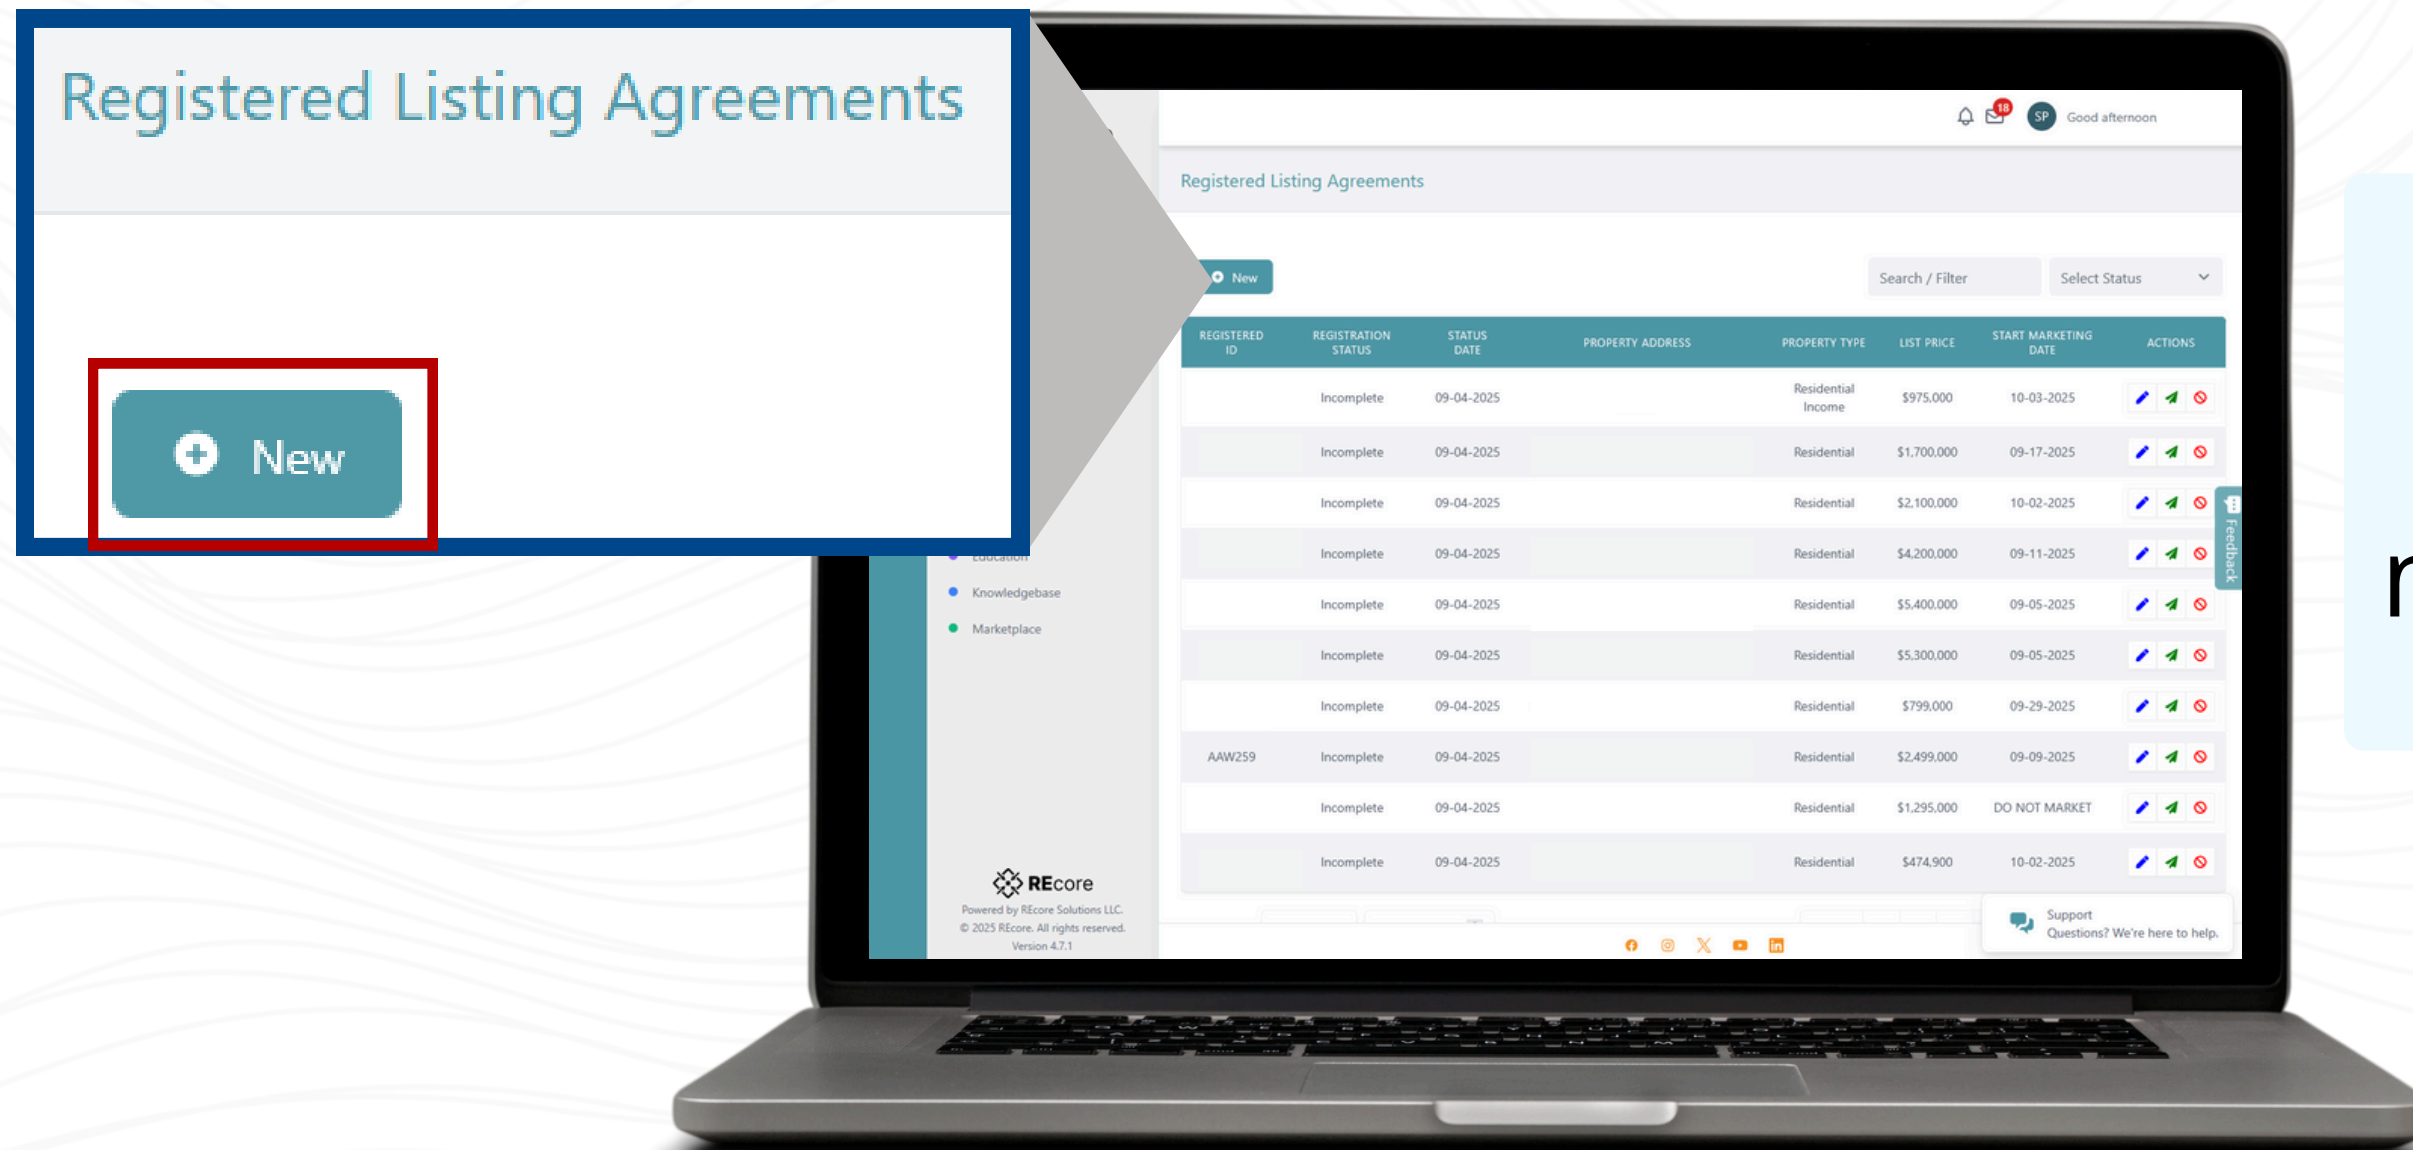 Registered Listing Agreements
New
18
SP
Good afternoon
Registered Listing Agreements
New
Search / Filter
Select Status
REGISTERED ID
REGISTRATION STATUS
STATUS DATE
PROPERTY ADDRESS
PROPERTY TYPE
LIST PRICE
START MARKETING DATE
ACTIONS
Incomplete 09-04-2025 Residential Income $975,000 10-03-2025
Incomplete 09-04-2025 Residential $1,700,000 09-17-2025
Incomplete 09-04-2025 Residential $2,100,000 10-02-2025
Incomplete 09-04-2025 Residential $4,200,000 09-11-2025
Incomplete 09-04-2025 Residential $5,400,000 09-05-2025
Incomplete 09-04-2025 Residential $5,300,000 09-05-2025
Incomplete 09-04-2025 Residential $799,000 09-29-2025
AAW259 Incomplete 09-04-2025 Residential $2,499,000 09-09-2025
Incomplete 09-04-2025 Residential $1,295,000 DO NOT MARKET
Incomplete 09-04-2025 Residential $474,900 10-02-2025
Feedback
Education
Knowledgebase
Marketplace
REcore
Powered by REcore Solutions LLC.
© 2025 REcore. All rights reserved.
Version 4.7.1
Support
Questions? We're here to help.